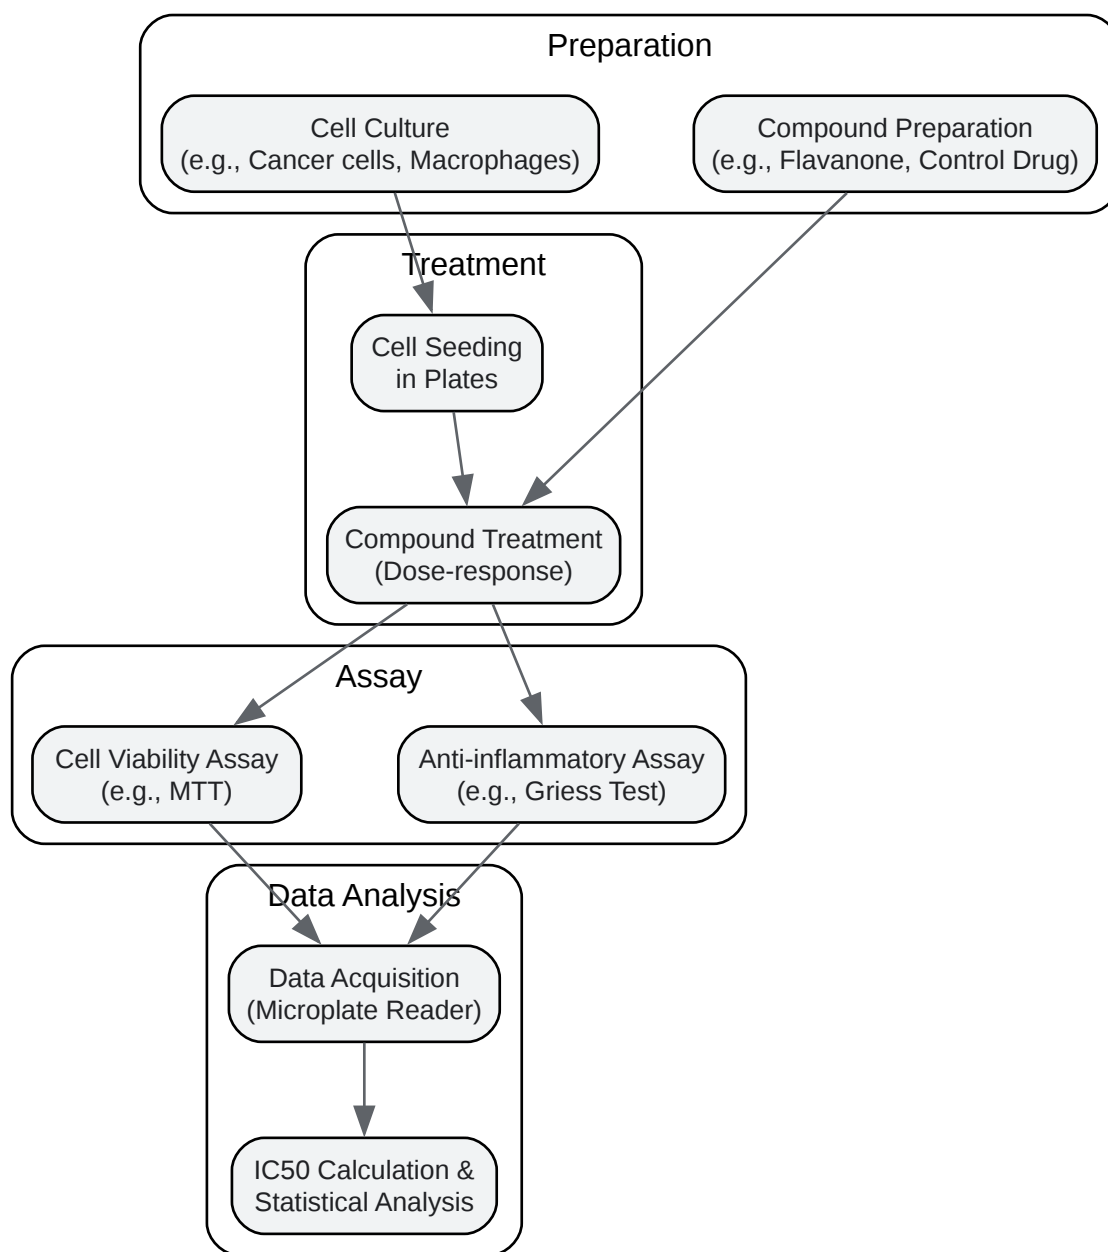 Preparation
Cell Culture
(e.g., Cancer cells, Macrophages)
Compound Preparation
(e.g., Flavanone, Control Drug)
Treatment
Cell Seeding
in Plates
Compound Treatment
(Dose-response)
Assay
Cell Viability Assay
(e.g., MTT)
Anti-inflammatory Assay
(e.g., Griess Test)
Data Analysis
Data Acquisition
(Microplate Reader)
IC50 Calculation &
Statistical Analysis